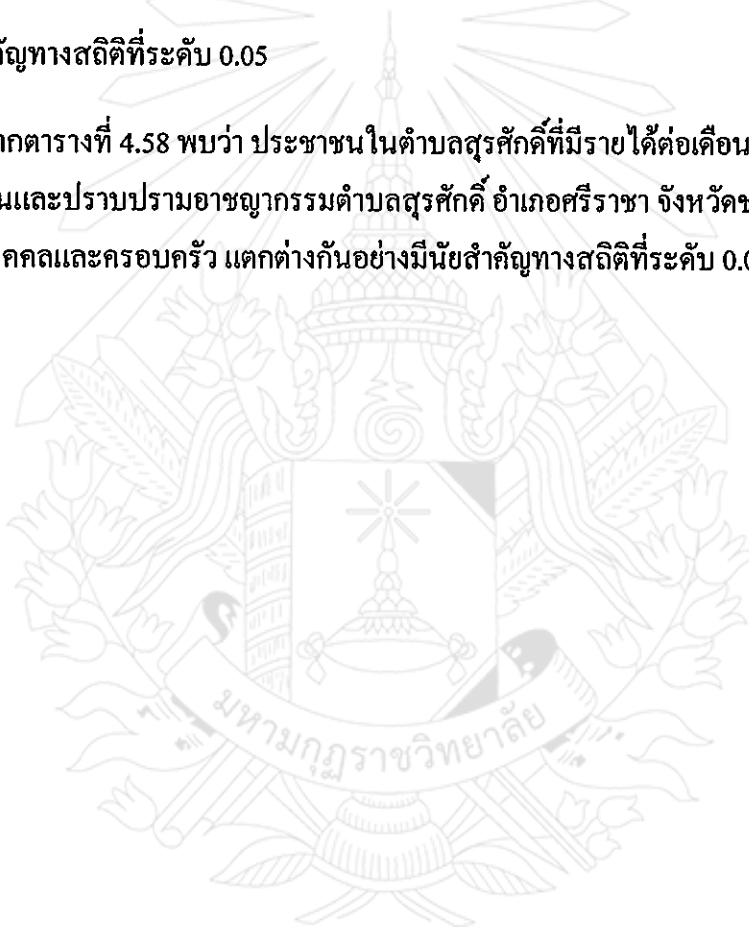 ัญทางสถิติที่ระดับ 0.05
ากตารางที่ 4.58 พบว่า ประชาชนในตำบลสุรศักดิ์ที่มีรายได้ต่อเดือน
นและปราบปรามอาชญากรรมตำบลสุรศักดิ์ อำเภอศรีราชา จังหวัดช
คคลและครอบครัว แตกต่างกันอย่างมีนัยสำคัญทางสถิติที่ระดับ 0.0
มหามกุฏราชวิทยาลัย